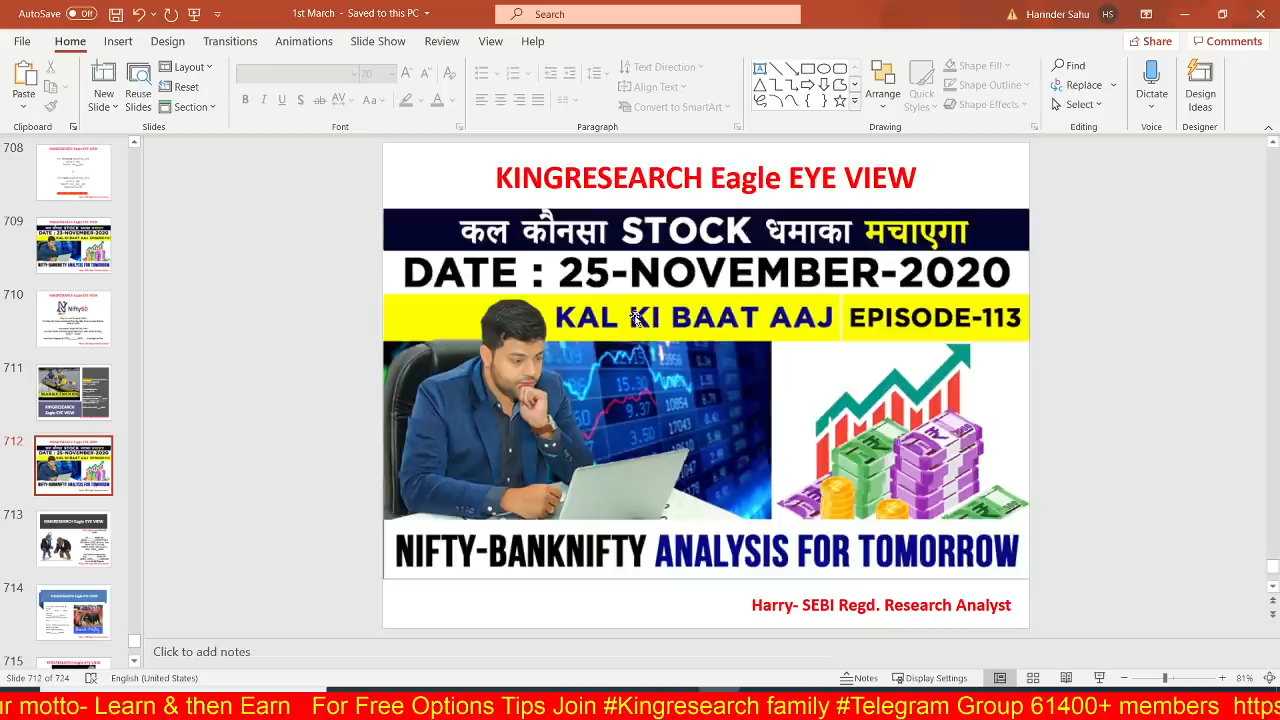 AutoSave Off 1st March - Saved to this PC Search Harinder Saru HS
File Home Insert Draw Design Transitions Animations Slide Show Review View Help Share Comments
Paste New Slide Reuse Slides Layout Reset Section 20 Text Direction Align Text Convert to SmartArt Arrange Quick Styles Shape Fill Shape Outline Shape Effects Find Replace Select Dictate Design Ideas
Clipboard Slides Font Paragraph Drawing Editing Voice Designer
708
709
710
711
712
713
714
715
KINGRESEARCH Eagle EYE VIEW
कल कौनसा STOCK धमाका मचाएगा
DATE : 25-NOVEMBER-2020
KAL KI BAAT AAJ EPISODE-113
NIFTY-BANKNIFTY ANALYSIS FOR TOMORROW
Harry- SEBI Regd. Research Analyst
Click to add notes
Slide 712 of 724 English (United States) Notes Display Settings 81%
ur motto- Learn & then Earn For Free Options Tips Join #Kingresearch family #Telegram Group 61400+ members https